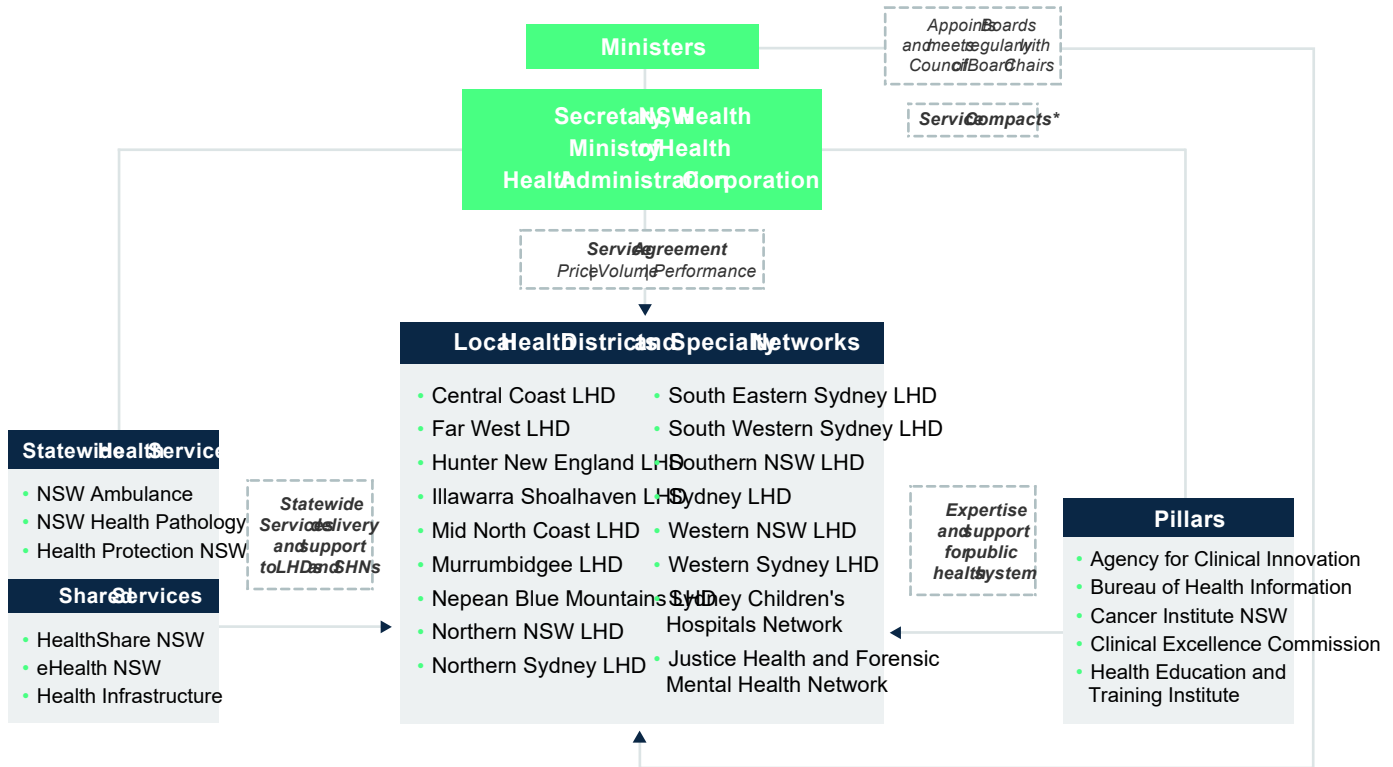 Ministers
Appoints Boards
and meets regularly with
Council of Board Chairs
Service Compacts*
Secretary, NSW Health
Ministry of Health
Health Administration Corporation
Service Agreement
Price | Volume | Performance
Local Health Districts and Specialty Networks
• Central Coast LHD
• Far West LHD
• Hunter New England LHD
• Illawarra Shoalhaven LHD
• Mid North Coast LHD
• Murrumbidgee LHD
• Nepean Blue Mountains LHD
• Northern NSW LHD
• Northern Sydney LHD
• South Eastern Sydney LHD
• South Western Sydney LHD
• Southern NSW LHD
• Sydney LHD
• Western NSW LHD
• Western Sydney LHD
• Sydney Children's
Hospitals Network
• Justice Health and Forensic
Mental Health Network
Statewide Health Services
• NSW Ambulance
• NSW Health Pathology
• Health Protection NSW
Shared Services
• HealthShare NSW
• eHealth NSW
• Health Infrastructure
Statewide
Services delivery
and support
to LHDs and SHNs
Expertise
and support
for public
health system
Pillars
• Agency for Clinical Innovation
• Bureau of Health Information
• Cancer Institute NSW
• Clinical Excellence Commission
• Health Education and
Training Institute